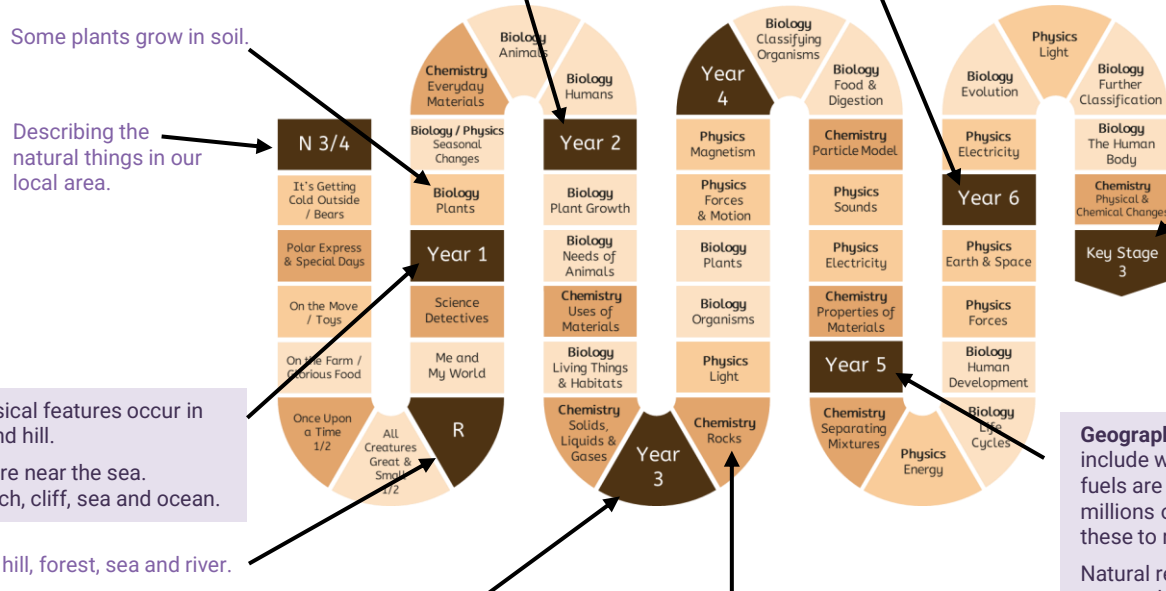 Some plants grow in soil.
Describing the
natural things in our
local area.
sical features occur in
nd hill.
re near the sea.
ch, cliff, sea and ocean.
hill, forest, sea and river.
N 3/4
It's Getting
Cold Outside
/ Bears
Polar Express
& Special Days
On the Move
/ Toys
On the Farm /
Glorious Food
Once Upon
a Time
1/2
All
Creatures
Great &
Small
1/2
R
Me and
My World
Science
Detectives
Year 1
Biology
Plants
Biology / Physics
Seasonal
Changes
Chemistry
Everyday
Materials
Biology
Animals
Biology
Humans
Year 2
Biology
Plant Growth
Biology
Needs of
Animals
Chemistry
Uses of
Materials
Biology
Living Things
& Habitats
Chemistry
Solids,
Liquids &
Gases
Year
3
Chemistry
Rocks
Physics
Light
Biology
Organisms
Biology
Plants
Physics
Forces
& Motion
Physics
Magnetism
Year
4
Biology
Classifying
Organisms
Biology
Food &
Digestion
Chemistry
Particle Model
Physics
Sounds
Physics
Electricity
Chemistry
Properties of
Materials
Year 5
Chemistry
Separating
Mixtures
Physics
Energy
Biology
Life
Cycles
Biology
Human
Development
Physics
Forces
Physics
Earth & Space
Year 6
Physics
Electricity
Biology
Evolution
Physics
Light
Biology
Further
Classification
Biology
The Human
Body
Chemistry
Physical &
Chemical Changes
Key Stage
3
Geograph
include w
fuels are
millions o
these to r
Natural re